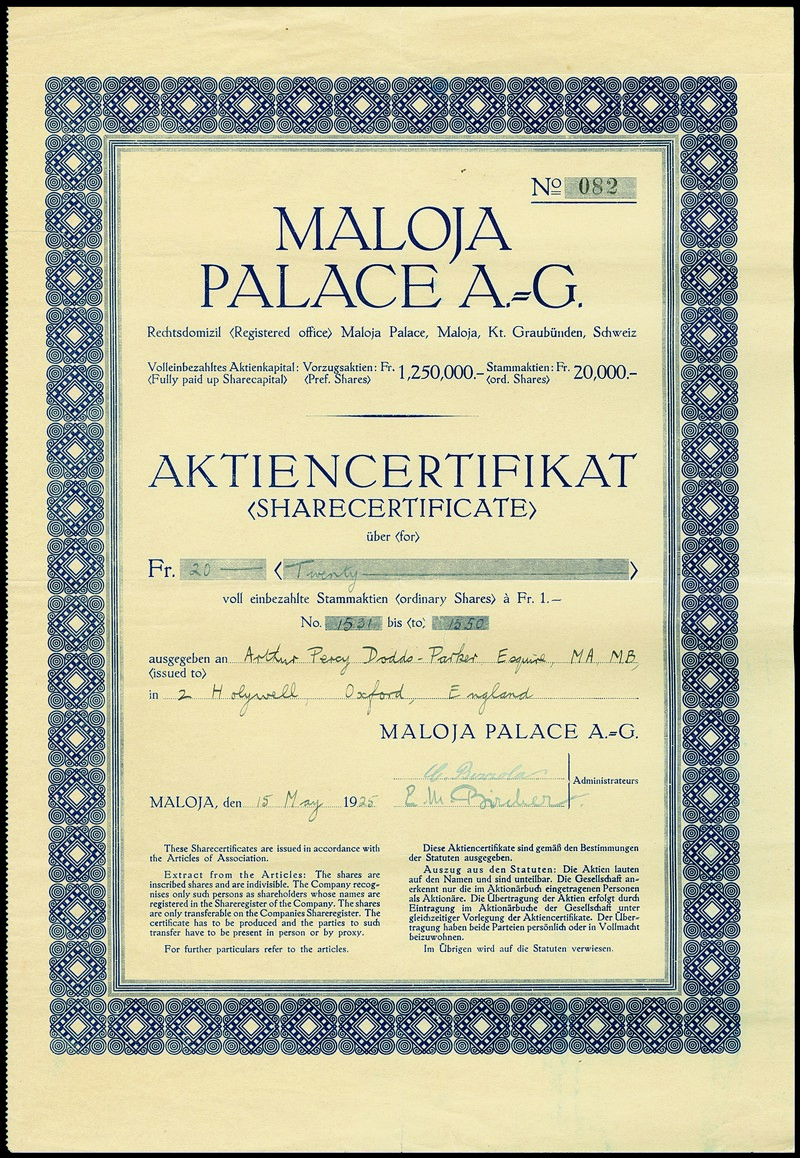 No 082
MALOJA
PALACE A.=G.
Rechtsdomizil <Registered office> Maloja Palace, Maloja, Kt. Graubünden, Schweiz
Volleinbezahltes Aktienkapital: Vorzugsaktien: Fr. 1,250,000.- Stammaktien: Fr. 20,000.-
<Fully paid up Sharecapital> <Pref. Shares> <ord. Shares>
AKTIENCERTIFIKAT
<SHARECERTIFICATE>
über <for>
Fr. 20 — <Twenty —>
voll einbezahlte Stammaktien <ordinary Shares> à Fr. 1.—
No. 1531 bis <to> 1550
ausgegeben an Arthur Percy Dodds-Parker Esquire, MA, MB,
<issued to>
in 2 Holywell, Oxford, England
MALOJA PALACE A.=G.
Administrateurs
MALOJA, den 15 May 1925 E. M. Bircher
These Sharecertificates are issued in accordance with
the Articles of Association.
Extract from the Articles: The shares are
inscribed shares and are indivisible. The Company recog-
nises only such persons as shareholders whose names are
registered in the Shareregister of the Company. The shares
are only transferable on the Companies Shareregister. The
certificate has to be produced and the parties to such
transfer have to be present in person or by proxy.
For further particulars refer to the articles.
Diese Aktiencertifikate sind gemäß den Bestimmungen
der Statuten ausgegeben.
Auszug aus den Statuten: Die Aktien lauten
auf den Namen und sind unteilbar. Die Gesellschaft an-
erkennt nur die im Aktionärbuch eingetragenen Personen
als Aktionäre. Die Übertragung der Aktien erfolgt durch
Eintragung im Aktionärbuche der Gesellschaft unter
gleichzeitiger Vorlegung der Aktiencertifikate. Der Über-
tragung haben beide Parteien persönlich oder in Vollmacht
beizuwohnen.
Im Übrigen wird auf die Statuten verwiesen.